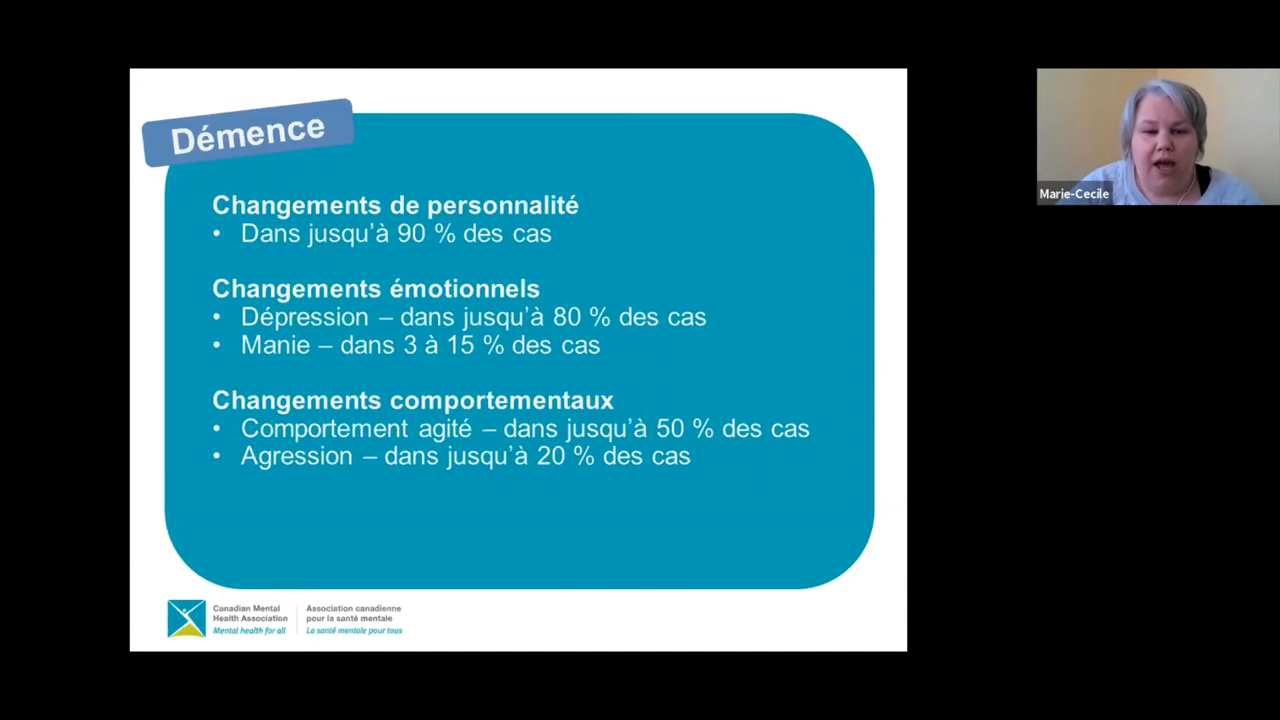 Démence
Changements de personnalité
• Dans jusqu’à 90 % des cas
Changements émotionnels
• Dépression – dans jusqu’à 80 % des cas
• Manie – dans 3 à 15 % des cas
Changements comportementaux
• Comportement agité – dans jusqu’à 50 % des cas
• Agression – dans jusqu’à 20 % des cas
Canadian Mental
Health Association
Mental health for all
Association canadienne
pour la santé mentale
La santé mentale pour tous
Marie-Cecile